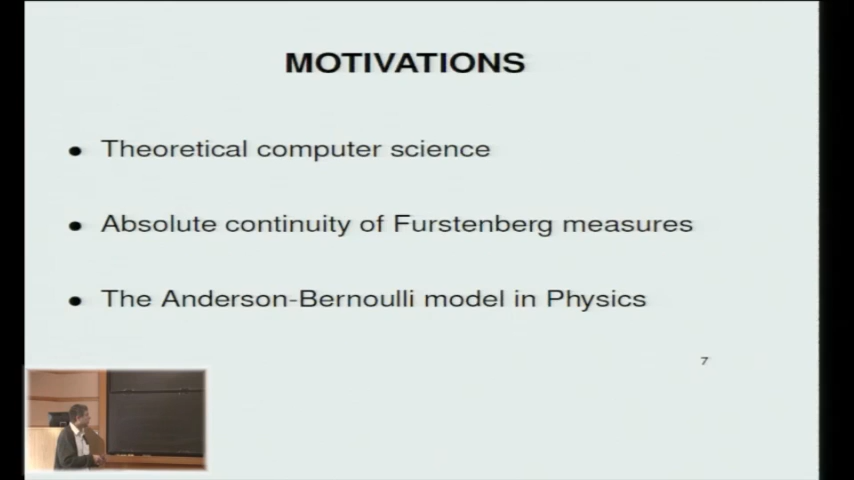 MOTIVATIONS
● Theoretical computer science
● Absolute continuity of Furstenberg measures
● The Anderson-Bernoulli model in Physics
7